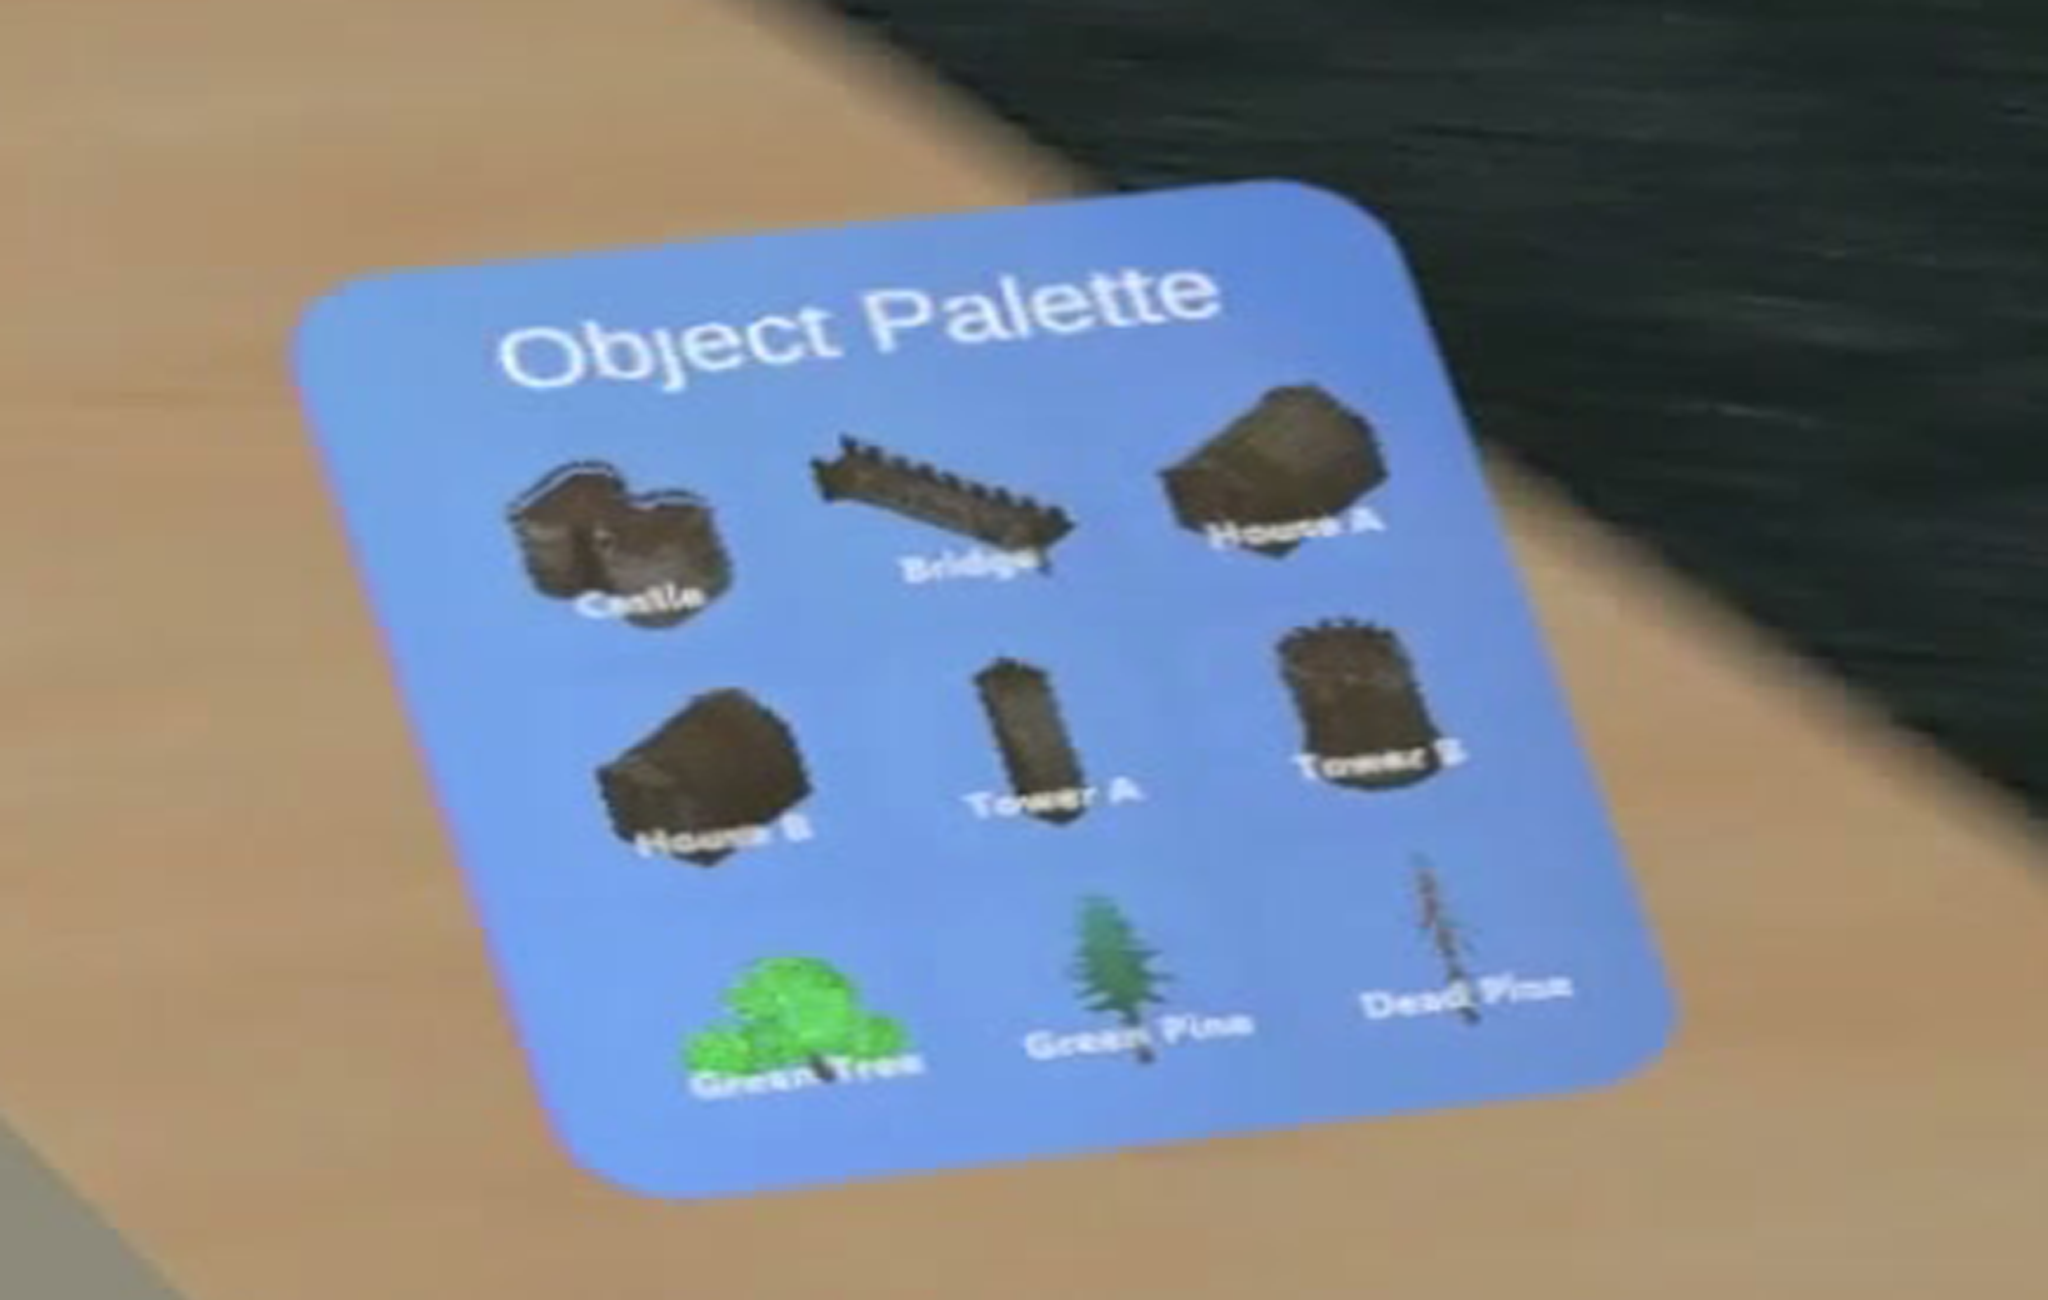 Object Palette
Castle
Bridge
House A
House B
Tower A
Tower B
Green Tree
Green Pine
Dead Pine